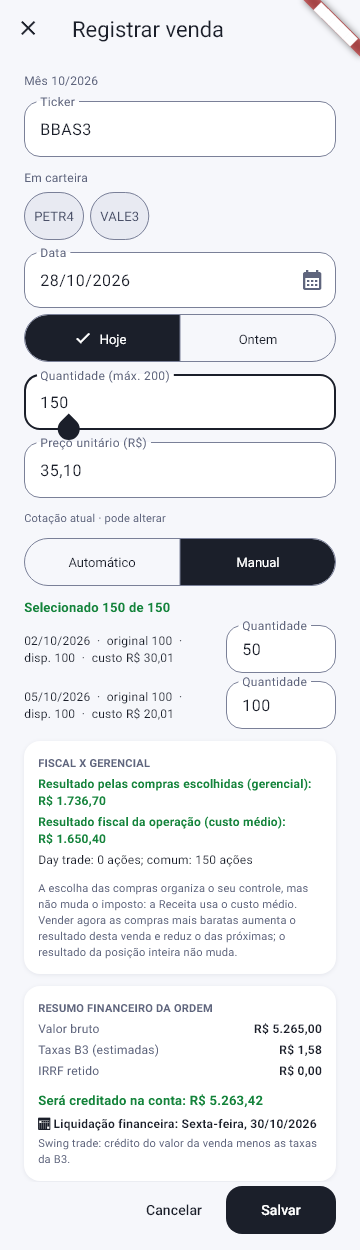 Registrar venda
Mês 10/2026
Ticker
BBAS3
Em carteira
PETR4 VALE3
Data
28/10/2026
Hoje Ontem
Quantidade (máx. 200)
150
Preço unitário (R$)
35,10
Cotação atual · pode alterar
Automático Manual
Selecionado 150 de 150
02/10/2026 · original 100 ·
disp. 100 · custo R$ 30,01
Quantidade
50
05/10/2026 · original 100 ·
disp. 100 · custo R$ 20,01
Quantidade
100
FISCAL X GERENCIAL
Resultado pelas compras escolhidas (gerencial):
R$ 1.736,70
Resultado fiscal da operação (custo médio):
R$ 1.650,40
Day trade: 0 ações; comum: 150 ações
A escolha das compras organiza o seu controle, mas
não muda o imposto: a Receita usa o custo médio.
Vender agora as compras mais baratas aumenta o
resultado desta venda e reduz o das próximas; o
resultado da posição inteira não muda.
RESUMO FINANCEIRO DA ORDEM
Valor bruto R$ 5.265,00
Taxas B3 (estimadas) R$ 1,58
IRRF retido R$ 0,00
Será creditado na conta: R$ 5.263,42
Liquidação financeira: Sexta-feira, 30/10/2026
Swing trade: crédito do valor da venda menos as taxas
da B3.
Cancelar Salvar